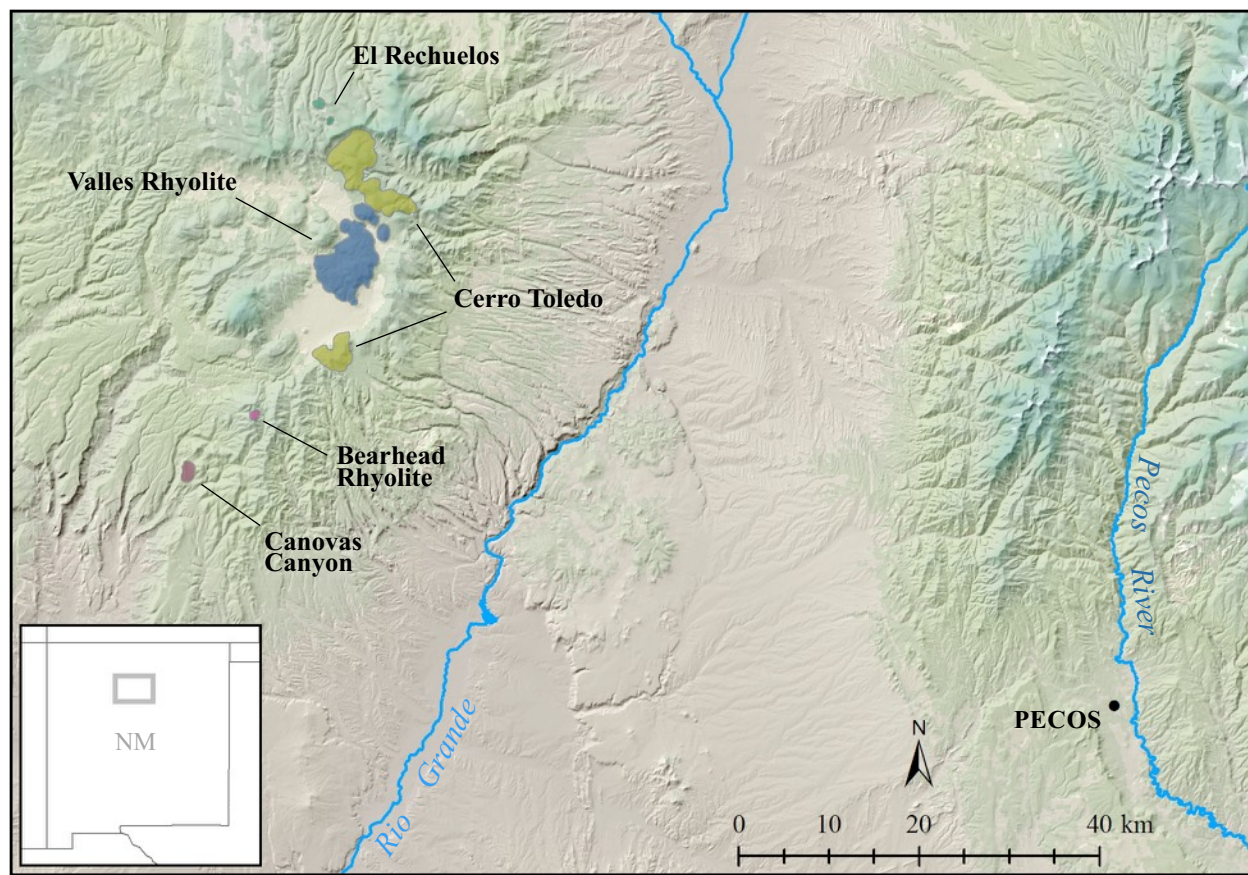 El Rechuelos
Valles Rhyolite
Cerro Toledo
Bearhead
Rhyolite
Canovas
Canyon
Pecos River
PECOS
N
Rio Grande
NM
0 10 20 40 km